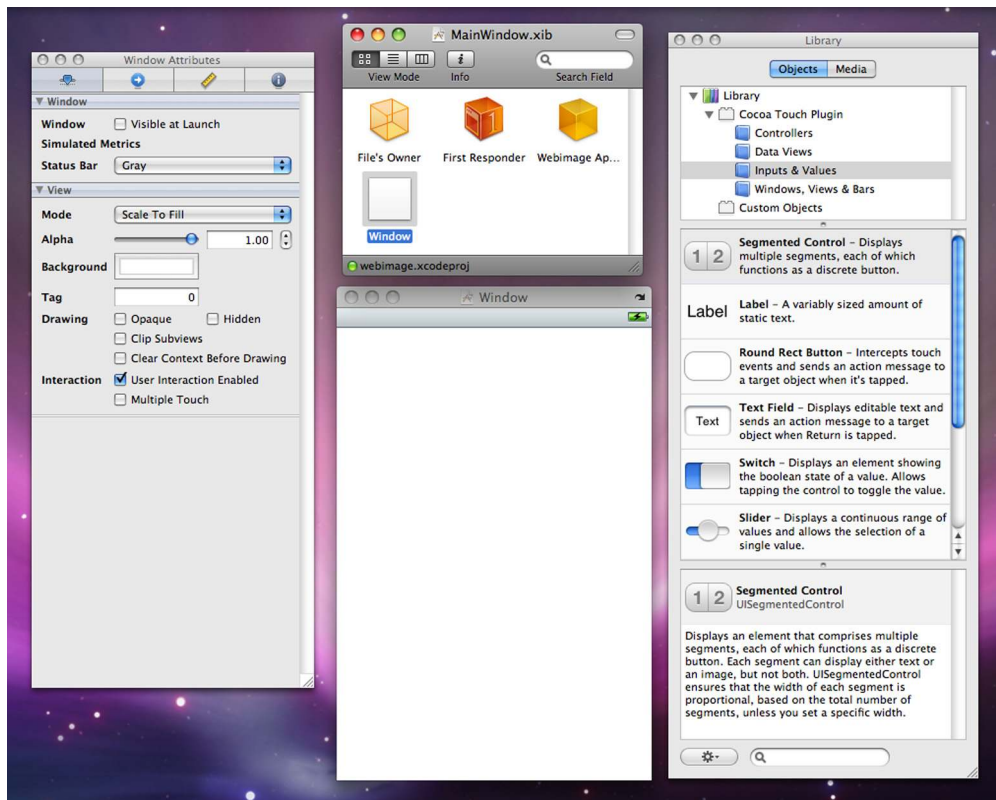 Window Attributes
Window
Window Visible at Launch
Simulated Metrics
Status Bar Gray
View
Mode Scale To Fill
Alpha 1.00
Background
Tag 0
Drawing Opaque Hidden
Clip Subviews
Clear Context Before Drawing
Interaction User Interaction Enabled
Multiple Touch
MainWindow.xib
View Mode Info Search Field
File's Owner First Responder Webimage Ap...
Window
webimage.xcodeproj
Window
Library
Objects Media
Library
Cocoa Touch Plugin
Controllers
Data Views
Inputs & Values
Windows, Views & Bars
Custom Objects
1 2
Segmented Control – Displays
multiple segments, each of which
functions as a discrete button.
Label
Label – A variably sized amount of
static text.
Round Rect Button – Intercepts touch
events and sends an action message to
a target object when it's tapped.
Text
Text Field – Displays editable text and
sends an action message to a target
object when Return is tapped.
Switch – Displays an element showing
the boolean state of a value. Allows
tapping the control to toggle the value.
Slider – Displays a continuous range of
values and allows the selection of a
single value.
1 2
Segmented Control
UISegmentedControl
Displays an element that comprises multiple
segments, each of which functions as a discrete
button. Each segment can display either text or
an image, but not both. UISegmentedControl
ensures that the width of each segment is
proportional, based on the total number of
segments, unless you set a specific width.